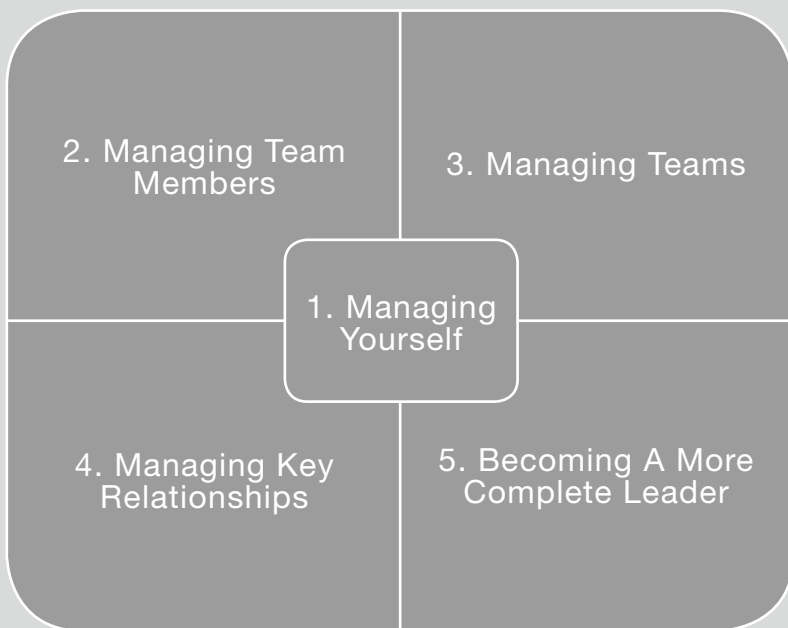 2. Managing Team
Members
3. Managing Teams
1. Managing
Yourself
4. Managing Key
Relationships
5. Becoming A More
Complete Leader